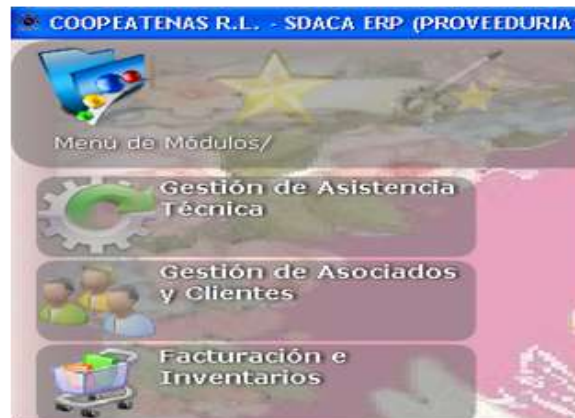 COOPEATENAS R.L. - SDACA ERP (PROVEEDURIA
Menú de Módulos/
Gestión de Asistencia
Técnica
Gestión de Asociados
y Clientes
Facturación e
Inventarios